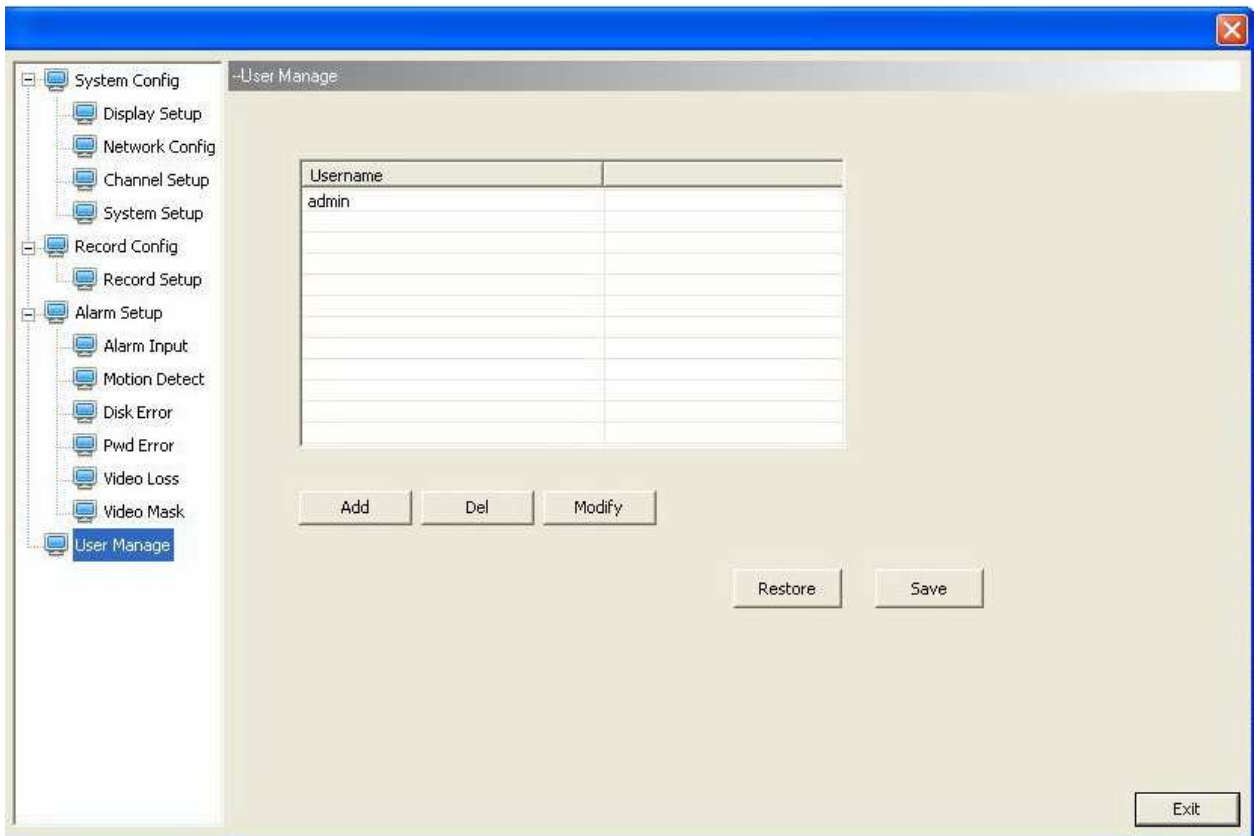 System Config
Display Setup
Network Config
Channel Setup
System Setup
Record Config
Record Setup
Alarm Setup
Alarm Input
Motion Detect
Disk Error
Pwd Error
Video Loss
Video Mask
User Manage
--User Manage
Username
admin
Add Del Modify
Restore Save
Exit